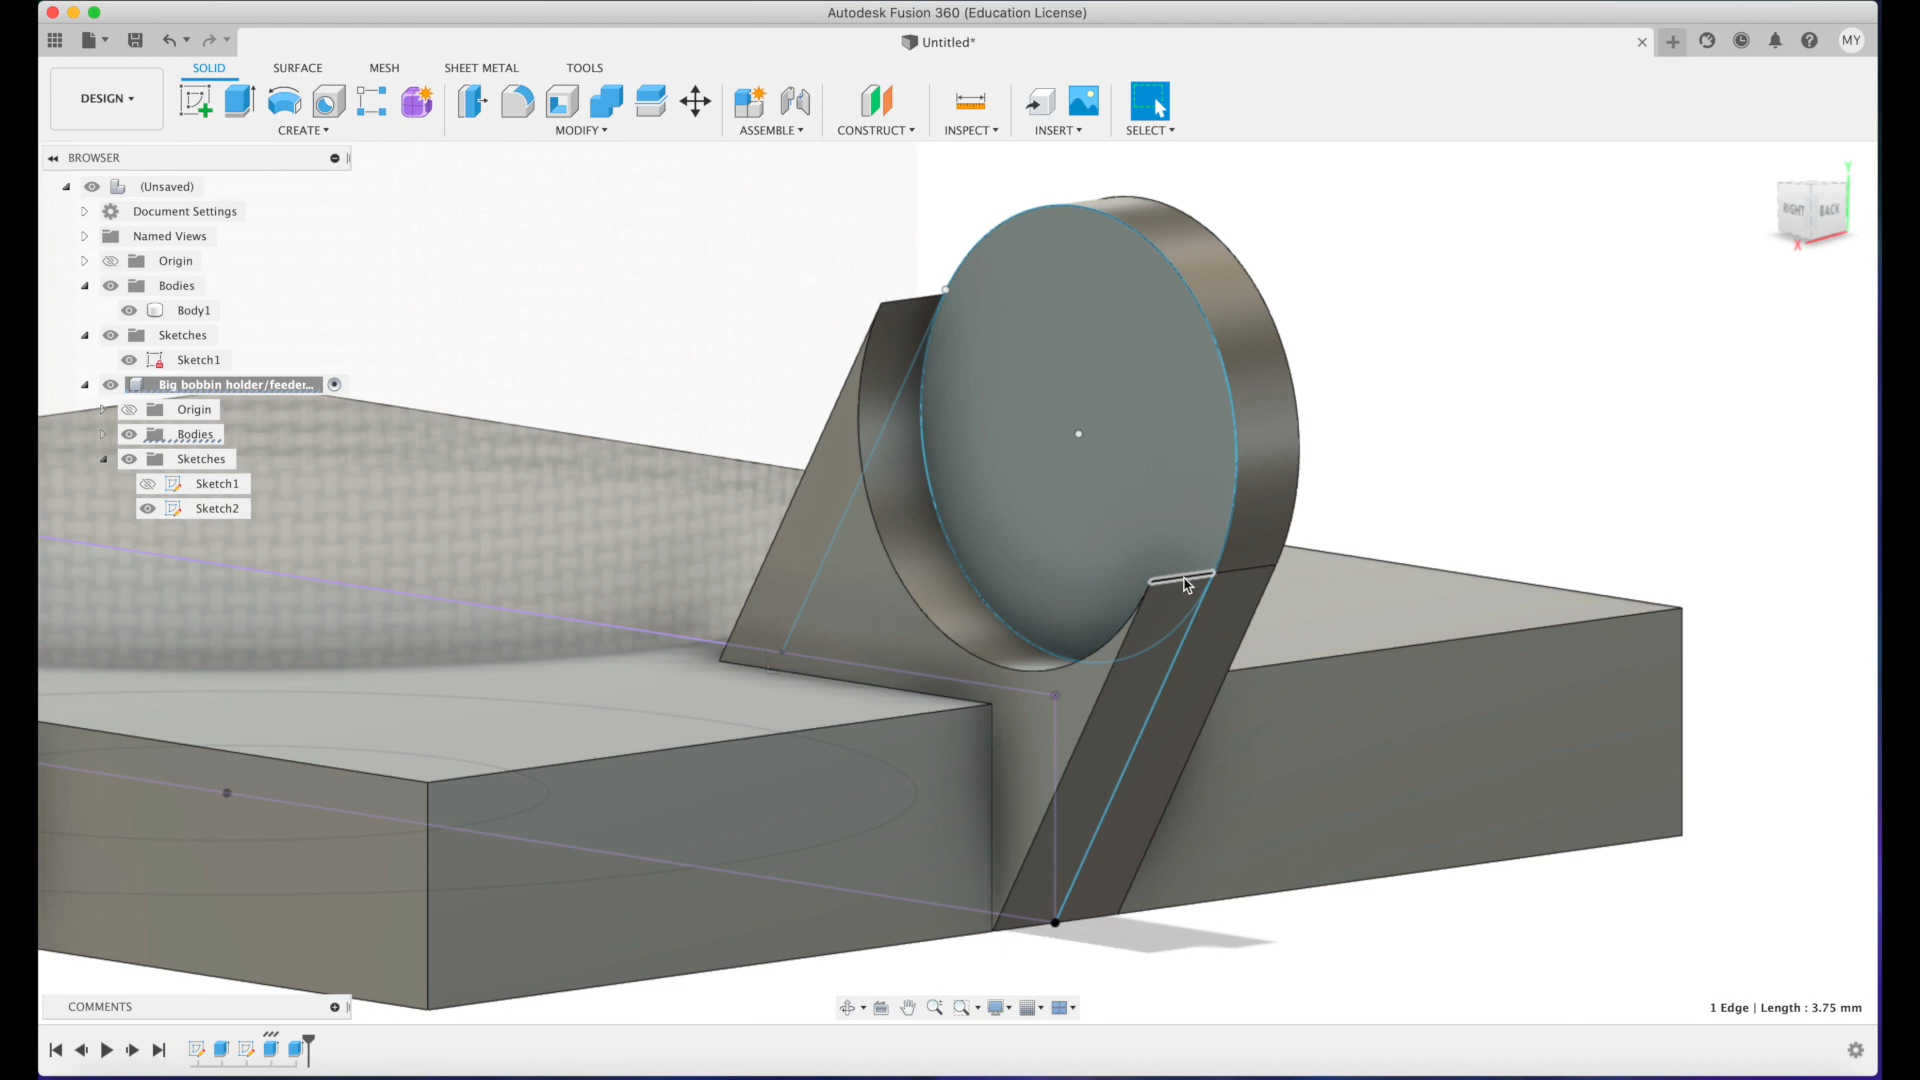 Autodesk Fusion 360 (Education License)
Untitled*
MY
DESIGN
SOLID
SURFACE
MESH
SHEET METAL
TOOLS
CREATE
MODIFY
ASSEMBLE
CONSTRUCT
INSPECT
INSERT
SELECT
BROWSER
(Unsaved)
Document Settings
Named Views
Origin
Bodies
Body1
Sketches
Sketch1
Big bobbin holder/feeder...
Origin
Bodies
Sketches
Sketch1
Sketch2
Y
RIGHT
BACK
X
COMMENTS
1 Edge | Length : 3.75 mm